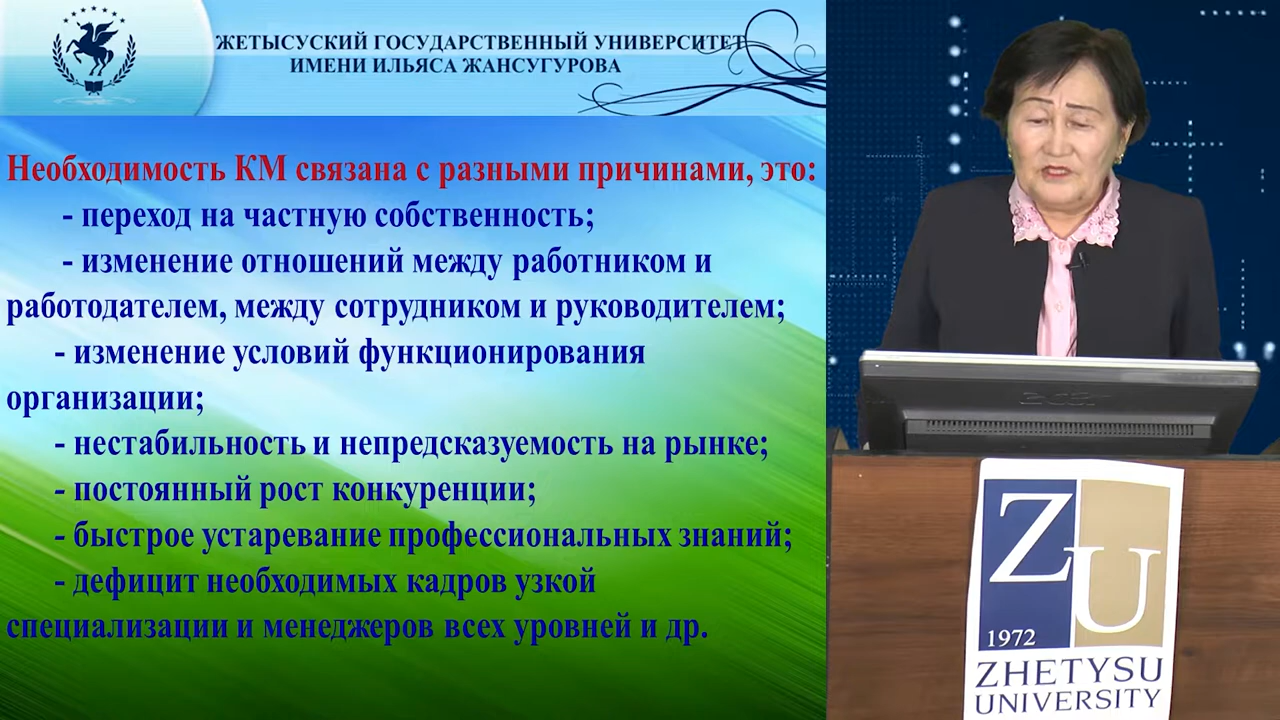 ЖЕТЫСУСКИЙ ГОСУДАРСТВЕННЫЙ УНИВЕРСИТЕТ
ИМЕНИ ИЛЬЯСА ЖАНСУГУРОВА
Необходимость КМ связана с разными причинами, это:
- переход на частную собственность;
- изменение отношений между работником и
работодателем, между сотрудником и руководителем;
- изменение условий функционирования
организации;
- нестабильность и непредсказуемость на рынке;
- постоянный рост конкуренции;
- быстрое устаревание профессиональных знаний;
- дефицит необходимых кадров узкой
специализации и менеджеров всех уровней и др.
acer
ZU
1972
ZHETYSU
UNIVERSITY